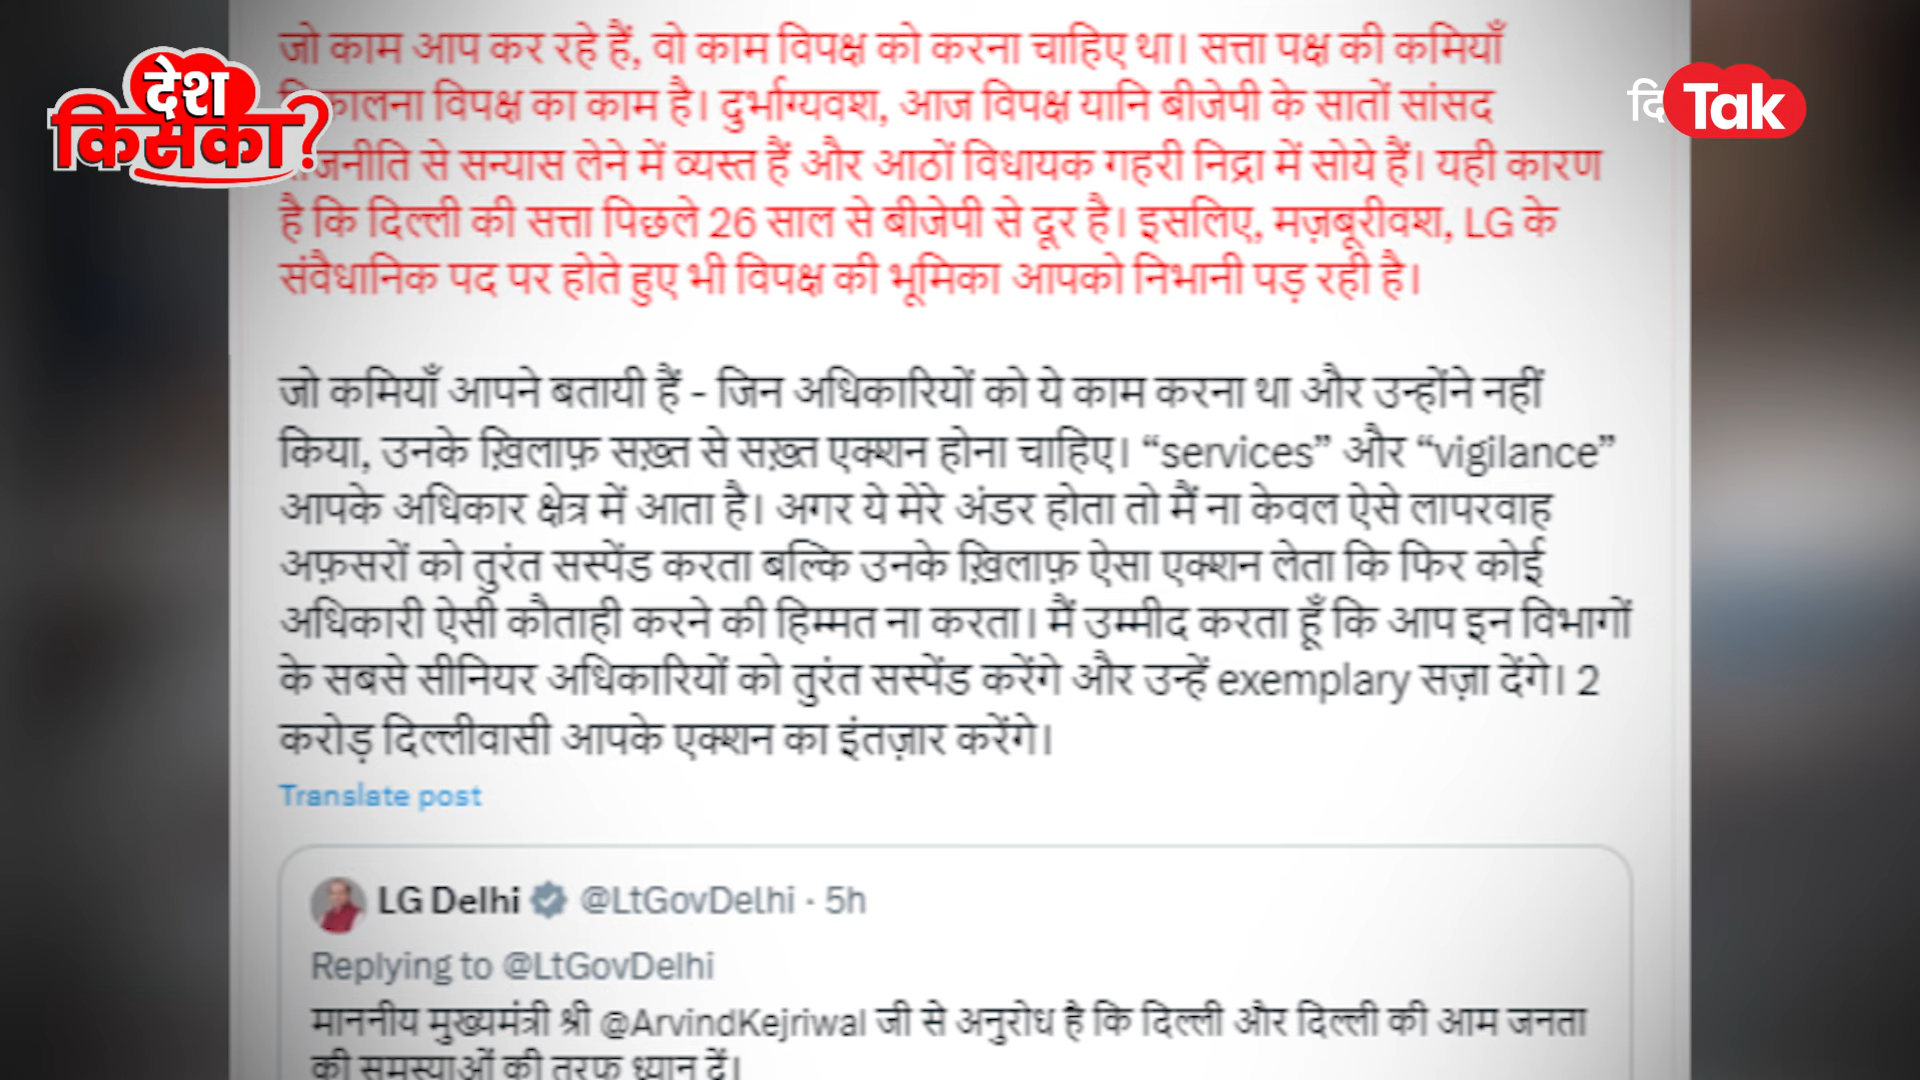 जो काम आप कर रहे हैं, वो काम विपक्ष को करना चाहिए था। सत्ता पक्ष की कमियाँ
देश
किसका?
दि Tak
कालना विपक्ष का काम है। दुर्भाग्यवश, आज विपक्ष यानि बीजेपी के सातों सांसद
जनीति से सन्यास लेने में व्यस्त हैं और आठों विधायक गहरी निद्रा में सोये हैं। यही कारण
है कि दिल्ली की सत्ता पिछले 26 साल से बीजेपी से दूर है। इसलिए, मज़बूरीवश, LG के
संवैधानिक पद पर होते हुए भी विपक्ष की भूमिका आपको निभानी पड़ रही है।
जो कमियाँ आपने बतायी हैं - जिन अधिकारियों को ये काम करना था और उन्होंने नहीं
किया, उनके ख़िलाफ़ सख़्त से सख़्त एक्शन होना चाहिए। “services” और “vigilance”
आपके अधिकार क्षेत्र में आता है। अगर ये मेरे अंडर होता तो मैं ना केवल ऐसे लापरवाह
अफ़सरों को तुरंत सस्पेंड करता बल्कि उनके ख़िलाफ़ ऐसा एक्शन लेता कि फिर कोई
अधिकारी ऐसी कौताही करने की हिम्मत ना करता। मैं उम्मीद करता हूँ कि आप इन विभागों
के सबसे सीनियर अधिकारियों को तुरंत सस्पेंड करेंगे और उन्हें exemplary सज़ा देंगे। 2
करोड़ दिल्लीवासी आपके एक्शन का इंतज़ार करेंगे।
Translate post
LG Delhi @LtGovDelhi · 5h
Replying to @LtGovDelhi
माननीय मुख्यमंत्री श्री @ArvindKejriwal जी से अनुरोध है कि दिल्ली और दिल्ली की आम जनता
की समस्याओं की तरफ ध्यान दें।